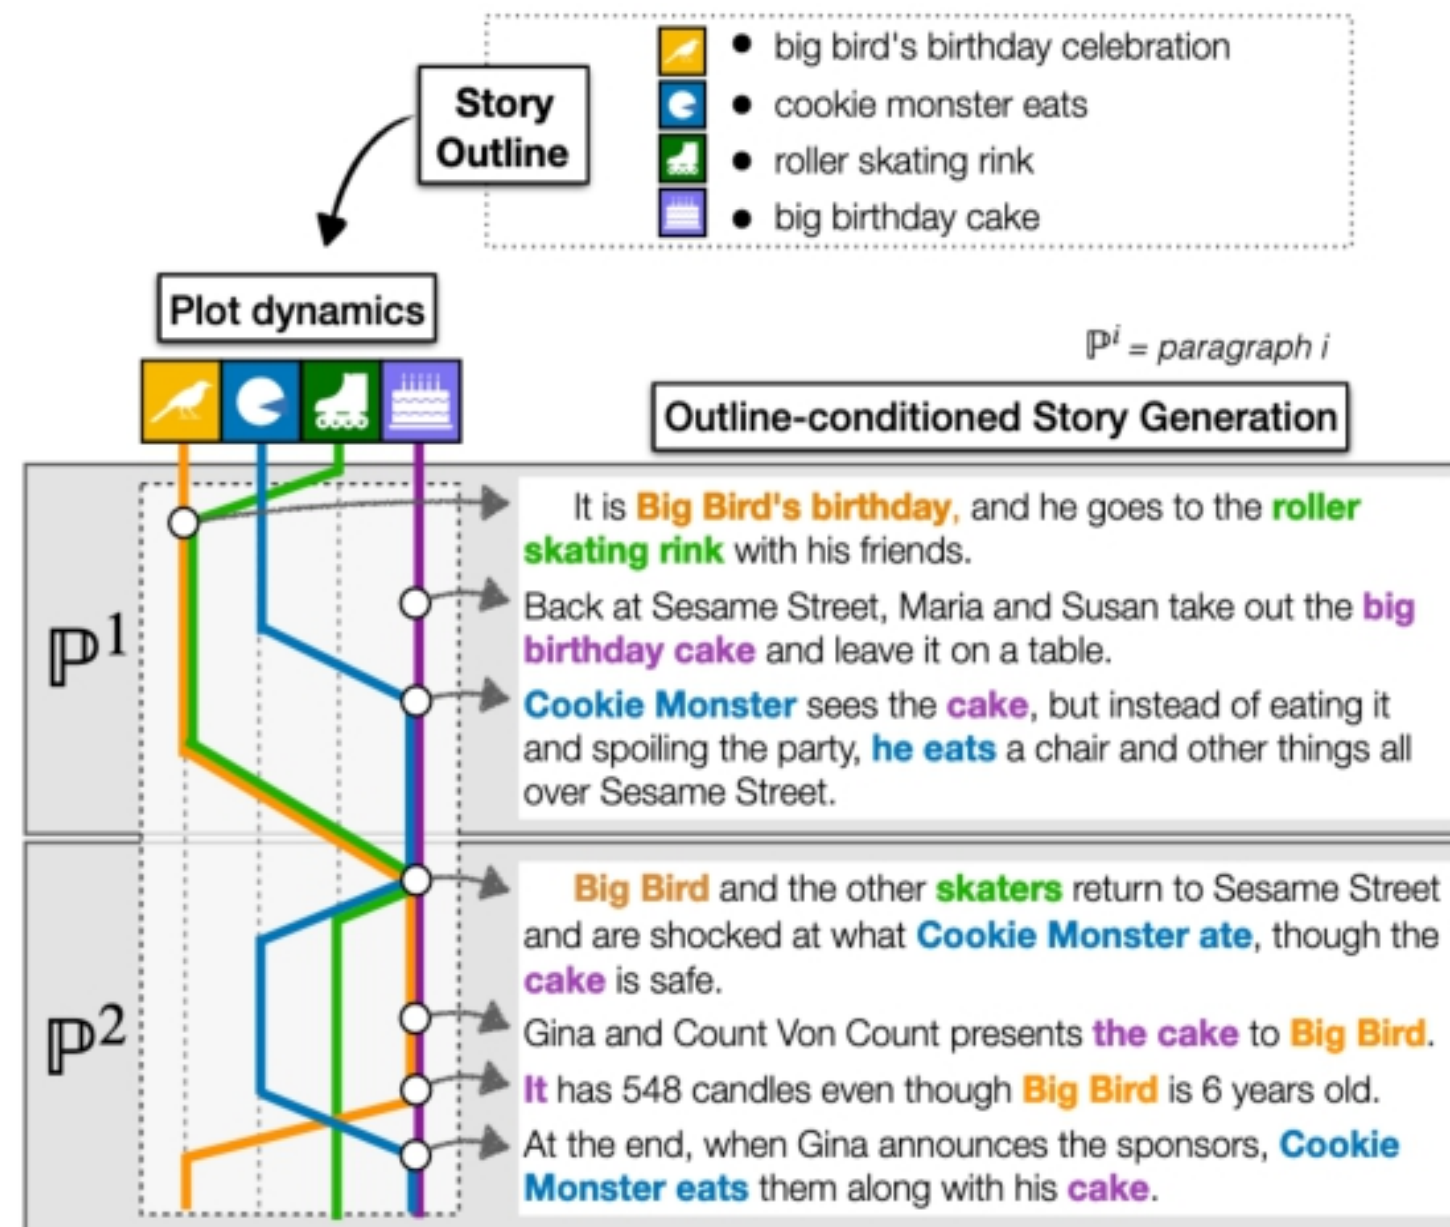 Story
Outline
• big bird's birthday celebration
• cookie monster eats
• roller skating rink
• big birthday cake
Plot dynamics
ℙⁱ = paragraph i
Outline-conditioned Story Generation
ℙ¹
It is Big Bird's birthday, and he goes to the roller
skating rink with his friends.
Back at Sesame Street, Maria and Susan take out the big
birthday cake and leave it on a table.
Cookie Monster sees the cake, but instead of eating it
and spoiling the party, he eats a chair and other things all
over Sesame Street.
ℙ²
Big Bird and the other skaters return to Sesame Street
and are shocked at what Cookie Monster ate, though the
cake is safe.
Gina and Count Von Count presents the cake to Big Bird.
It has 548 candles even though Big Bird is 6 years old.
At the end, when Gina announces the sponsors, Cookie
Monster eats them along with his cake.